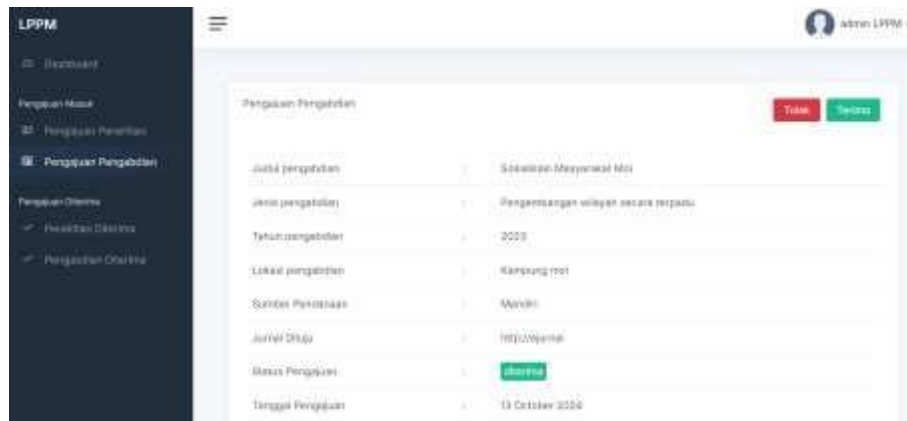 LPPM
admin LPPM
Dashboard
Pengajuan Masuk
Pengajuan Penelitian
Pengajuan Pengabdian
Pengajuan Diterima
Penelitian Diterima
Pengabdian Diterima
Pengajuan Pengabdian
Tolak Terima
Judul pengabdian : Sosialisasi Masyarakat Moi
Jenis pengabdian : Pengembangan wilayah secara terpadu
Tahun pengabdian : 2023
Lokasi pengabdian : Kampung moi
Sumber Pendanaan : Mandiri
Jurnal Dituju : http://ejurnal
Status Pengajuan : diterima
Tanggal Pengajuan : 13 October 2024